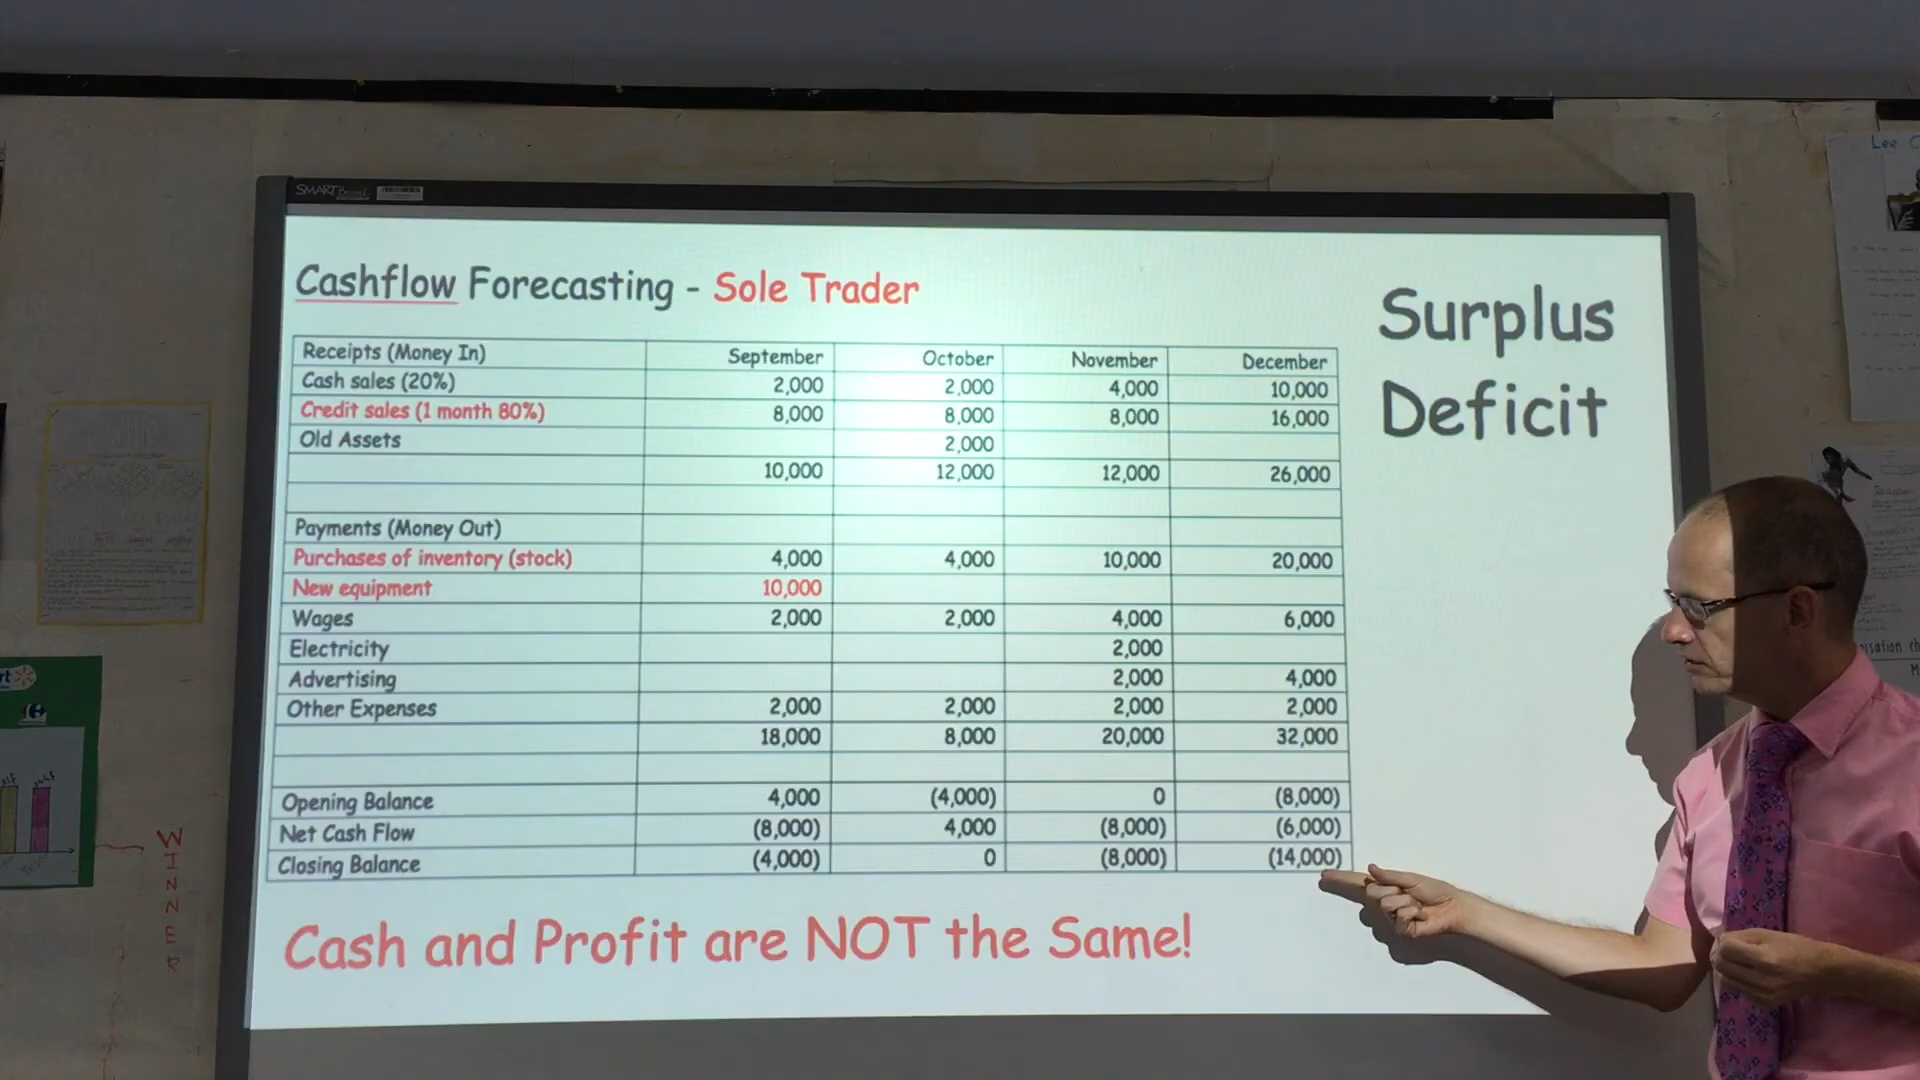 SMART Board
Lee
Cashflow Forecasting - Sole Trader
Surplus
Deficit
Receipts (Money In) September October November December
Cash sales (20%) 2,000 2,000 4,000 10,000
Credit sales (1 month 80%) 8,000 8,000 8,000 16,000
Old Assets 2,000
10,000 12,000 12,000 26,000
Payments (Money Out)
Purchases of inventory (stock) 4,000 4,000 10,000 20,000
New equipment 10,000
Wages 2,000 2,000 4,000 6,000
Electricity 2,000
Advertising 2,000 4,000
Other Expenses 2,000 2,000 2,000 2,000
18,000 8,000 20,000 32,000
Opening Balance 4,000 (4,000) 0 (8,000)
Net Cash Flow (8,000) 4,000 (8,000) (6,000)
Closing Balance (4,000) 0 (8,000) (14,000)
Cash and Profit are NOT the Same!
WINNER